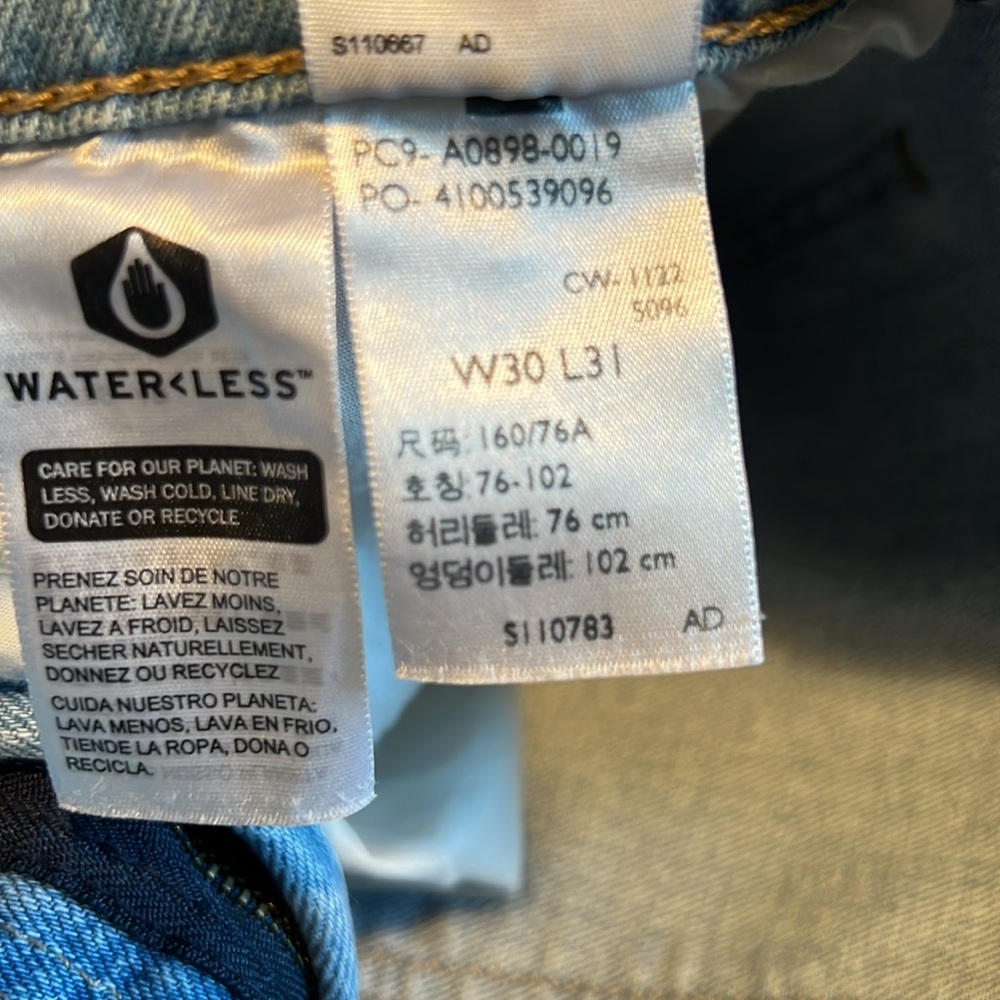 S110667 AD
WATER<LESS™
CARE FOR OUR PLANET: WASH
LESS, WASH COLD, LINE DRY,
DONATE OR RECYCLE
PRENEZ SOIN DE NOTRE
PLANETE: LAVEZ MOINS,
LAVEZ A FROID, LAISSEZ
SECHER NATURELLEMENT,
DONNEZ OU RECYCLEZ
CUIDA NUESTRO PLANETA:
LAVA MENOS, LAVA EN FRIO,
TIENDE LA ROPA, DONA O
RECICLA.
PC9- A0898-0019
PO- 4100539096
CW- 1122
5096
W30 L31
尺码: 160/76A
호칭: 76-102
허리둘레: 76 cm
엉덩이둘레: 102 cm
S110783 AD